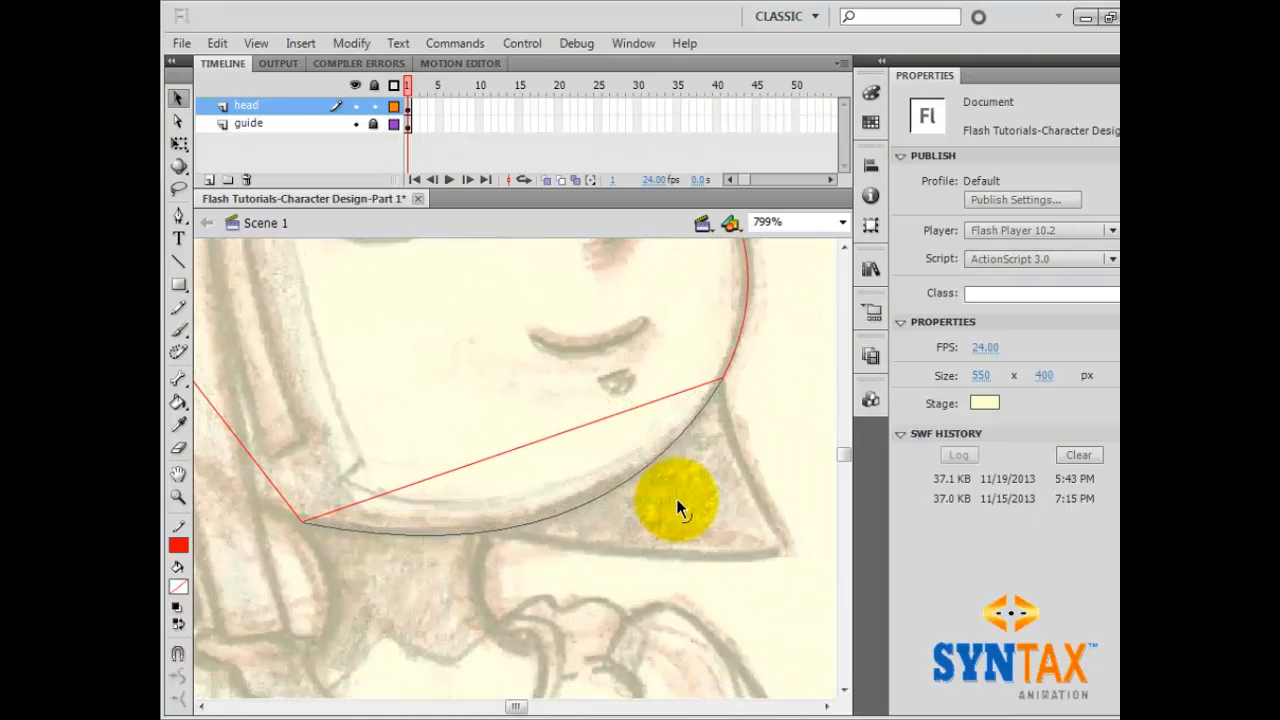 Fl
CLASSIC
File Edit View Insert Modify Text Commands Control Debug Window Help
TIMELINE OUTPUT COMPILER ERRORS MOTION EDITOR
PROPERTIES
1 5 10 15 20 25 30 35 40 45 50
head
guide
Fl
Document
Flash Tutorials-Character Desig
PUBLISH
Profile: Default
Publish Settings...
1 24.00 fps 0.0 s
Flash Tutorials-Character Design-Part 1*
Scene 1
799%
Player: Flash Player 10.2
Script: ActionScript 3.0
Class:
PROPERTIES
FPS: 24.00
Size: 550 x 400 px
Stage:
SWF HISTORY
Log Clear
37.1 KB 11/19/2013 5:43 PM
37.0 KB 11/15/2013 7:15 PM
T
SYNTAX™
ANIMATION